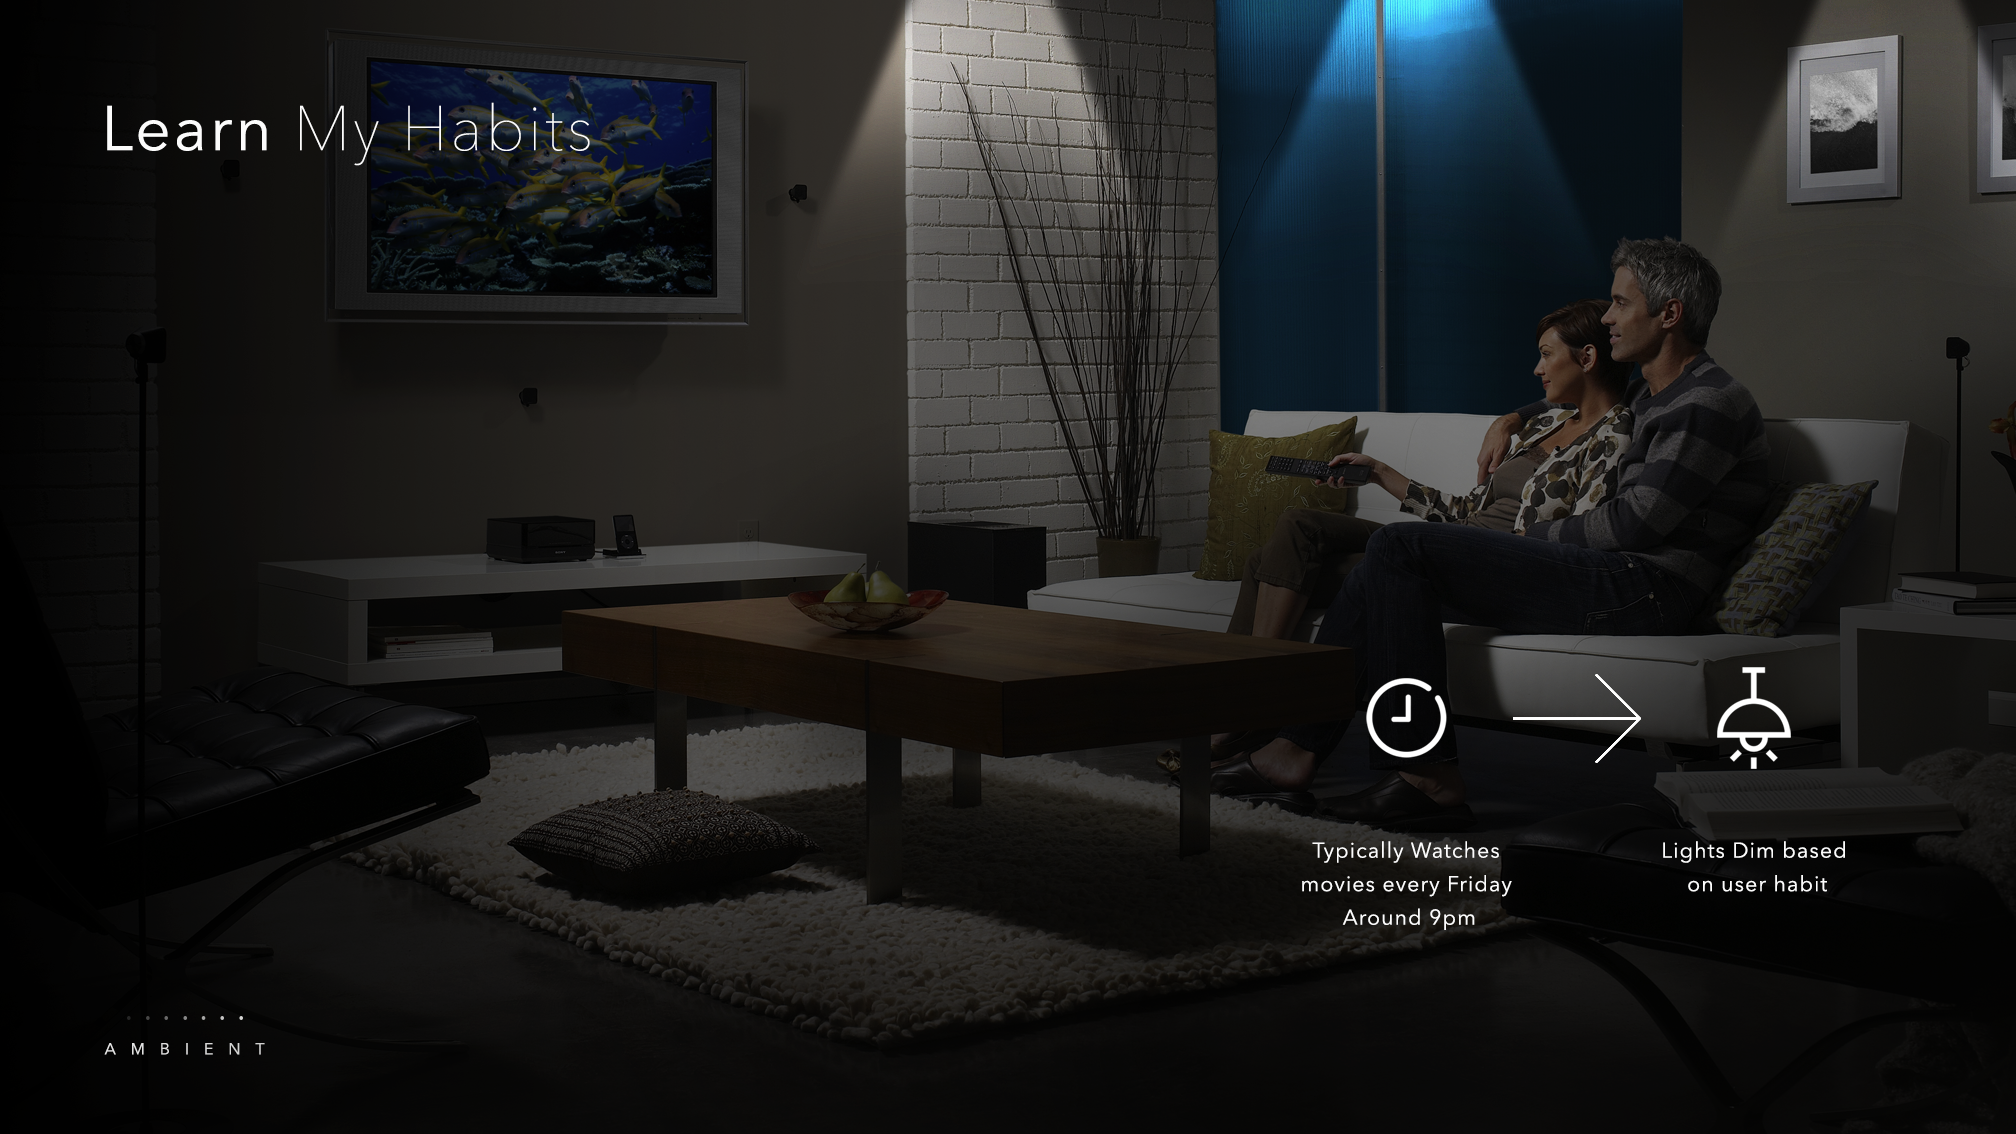 Learn My Habits
Typically Watches
movies every Friday
Around 9pm
Lights Dim based
on user habit
AMBIENT